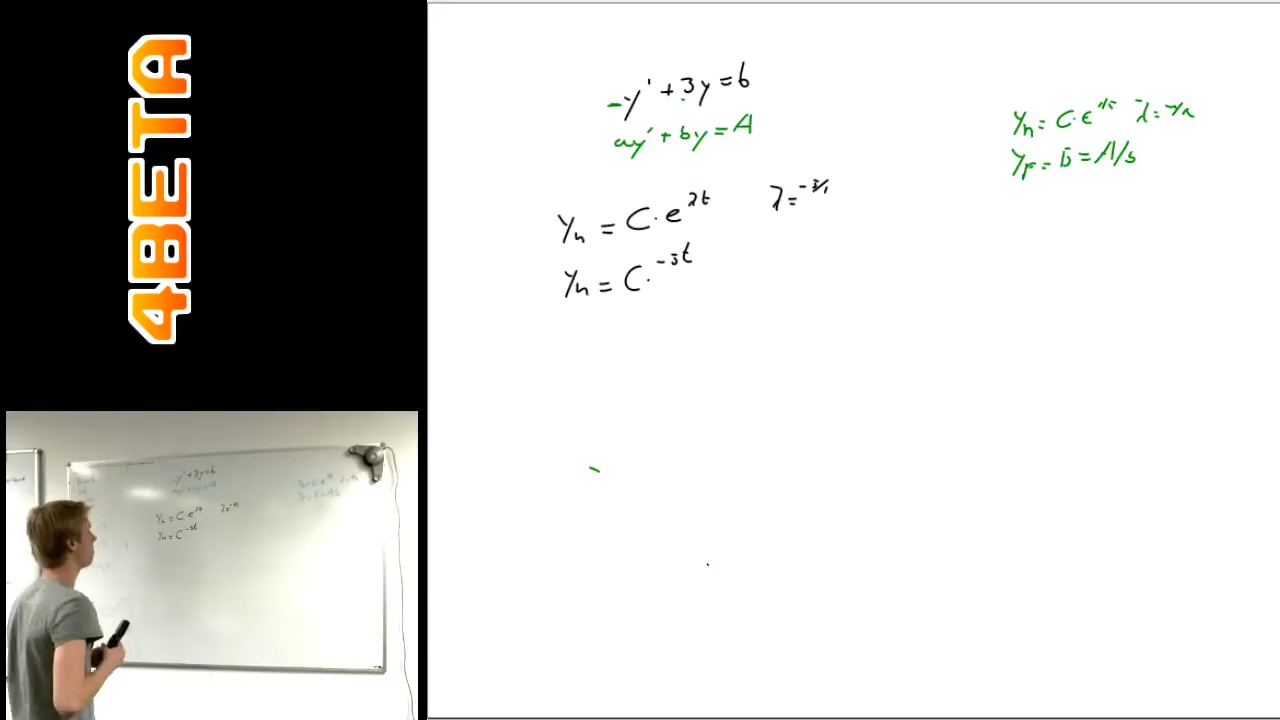 4BETA
-y' + 3y = 6
ay' + by = A
y_h = C·e^λt λ = -3/1
y_h = C·^-3t
y_h = C·e^λt λ = -b/a
y_p = B = A/b